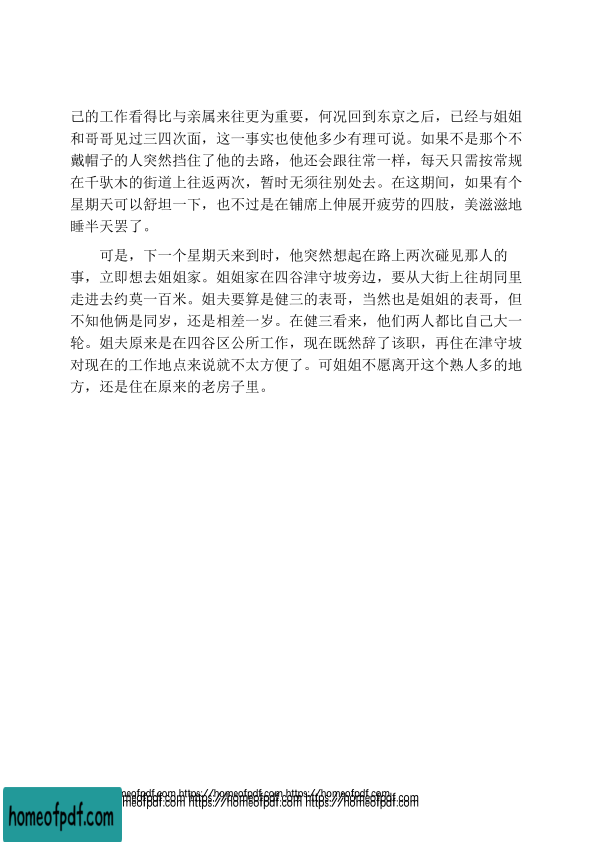 己的工作看得比与亲属来往更为重要，何况回到东京之后，已经与姐姐
和哥哥见过三四次面，这一事实也使他多少有理可说。如果不是那个不
戴帽子的人突然挡住了他的去路，他还会跟往常一样，每天只需按常规
在千驮木的街道上往返两次，暂时无须往别处去。在这期间，如果有个
星期天可以舒坦一下，也不过是在铺席上伸展开疲劳的四肢，美滋滋地
睡半天罢了。
可是，下一个星期天来到时，他突然想起在路上两次碰见那人的
事，立即想去姐姐家。姐姐家在四谷津守坡旁边，要从大街上往胡同里
走进去约莫一百米。姐夫要算是健三的表哥，当然也是姐姐的表哥，但
不知他俩是同岁，还是相差一岁。在健三看来，他们两人都比自己大一
轮。姐夫原来是在四谷区公所工作，现在既然辞了该职，再住在津守坡
对现在的工作地点来说就不太方便了。可姐姐不愿离开这个熟人多的地
方，还是住在原来的老房子里。
homeofpdf.com https://homeofpdf.com https://homeofpdf.com
homeofpdf.com https://homeofpdf.com https://homeofpdf.com
homeofpdf.com